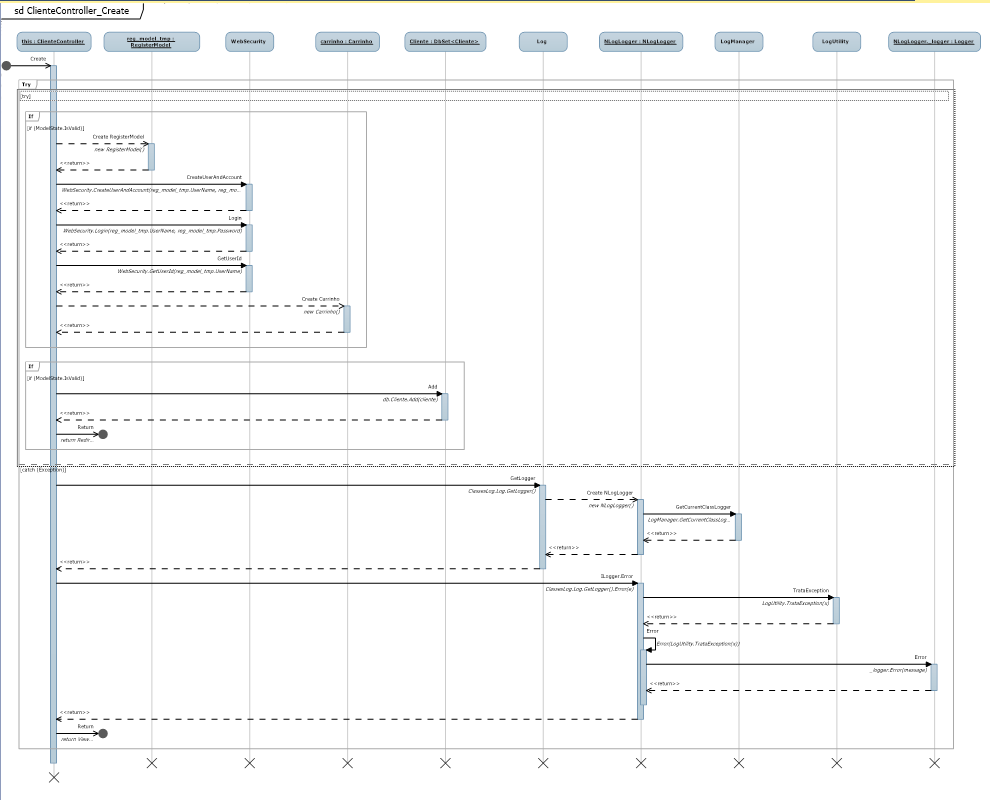 sd ClienteController_Create
this : ClienteController
reg_model_tmp :
RegisterModel
WebSecurity
carrinho : Carrinho
Cliente : DbSet<Cliente>
Log
NLogLogger : NLogLogger
LogManager
LogUtility
NLogLogger._logger : Logger
Create
Try
[try]
If
[if (ModelState.IsValid)]
Create RegisterModel
new RegisterModel()
<<return>>
CreateUserAndAccount
WebSecurity.CreateUserAndAccount(reg_model_tmp.UserName, reg_mo...
<<return>>
Login
WebSecurity.Login(reg_model_tmp.UserName, reg_model_tmp.Password)
<<return>>
GetUserId
WebSecurity.GetUserId(reg_model_tmp.UserName)
<<return>>
Create Carrinho
new Carrinho()
<<return>>
If
[if (ModelState.IsValid)]
Add
db.Cliente.Add(cliente)
<<return>>
Return
return Redir...
[catch (Exception)]
GetLogger
ClassesLog.Log.GetLogger()
Create NLogLogger
new NLogLogger()
GetCurrentClassLogger
LogManager.GetCurrentClassLog...
<<return>>
<<return>>
<<return>>
ILogger.Error
ClassesLog.Log.GetLogger().Error(e)
TrataException
LogUtility.TrataException(x)
<<return>>
Error
Error(LogUtility.TrataException(x))
Error
_logger.Error(message)
<<return>>
<<return>>
Return
return View...